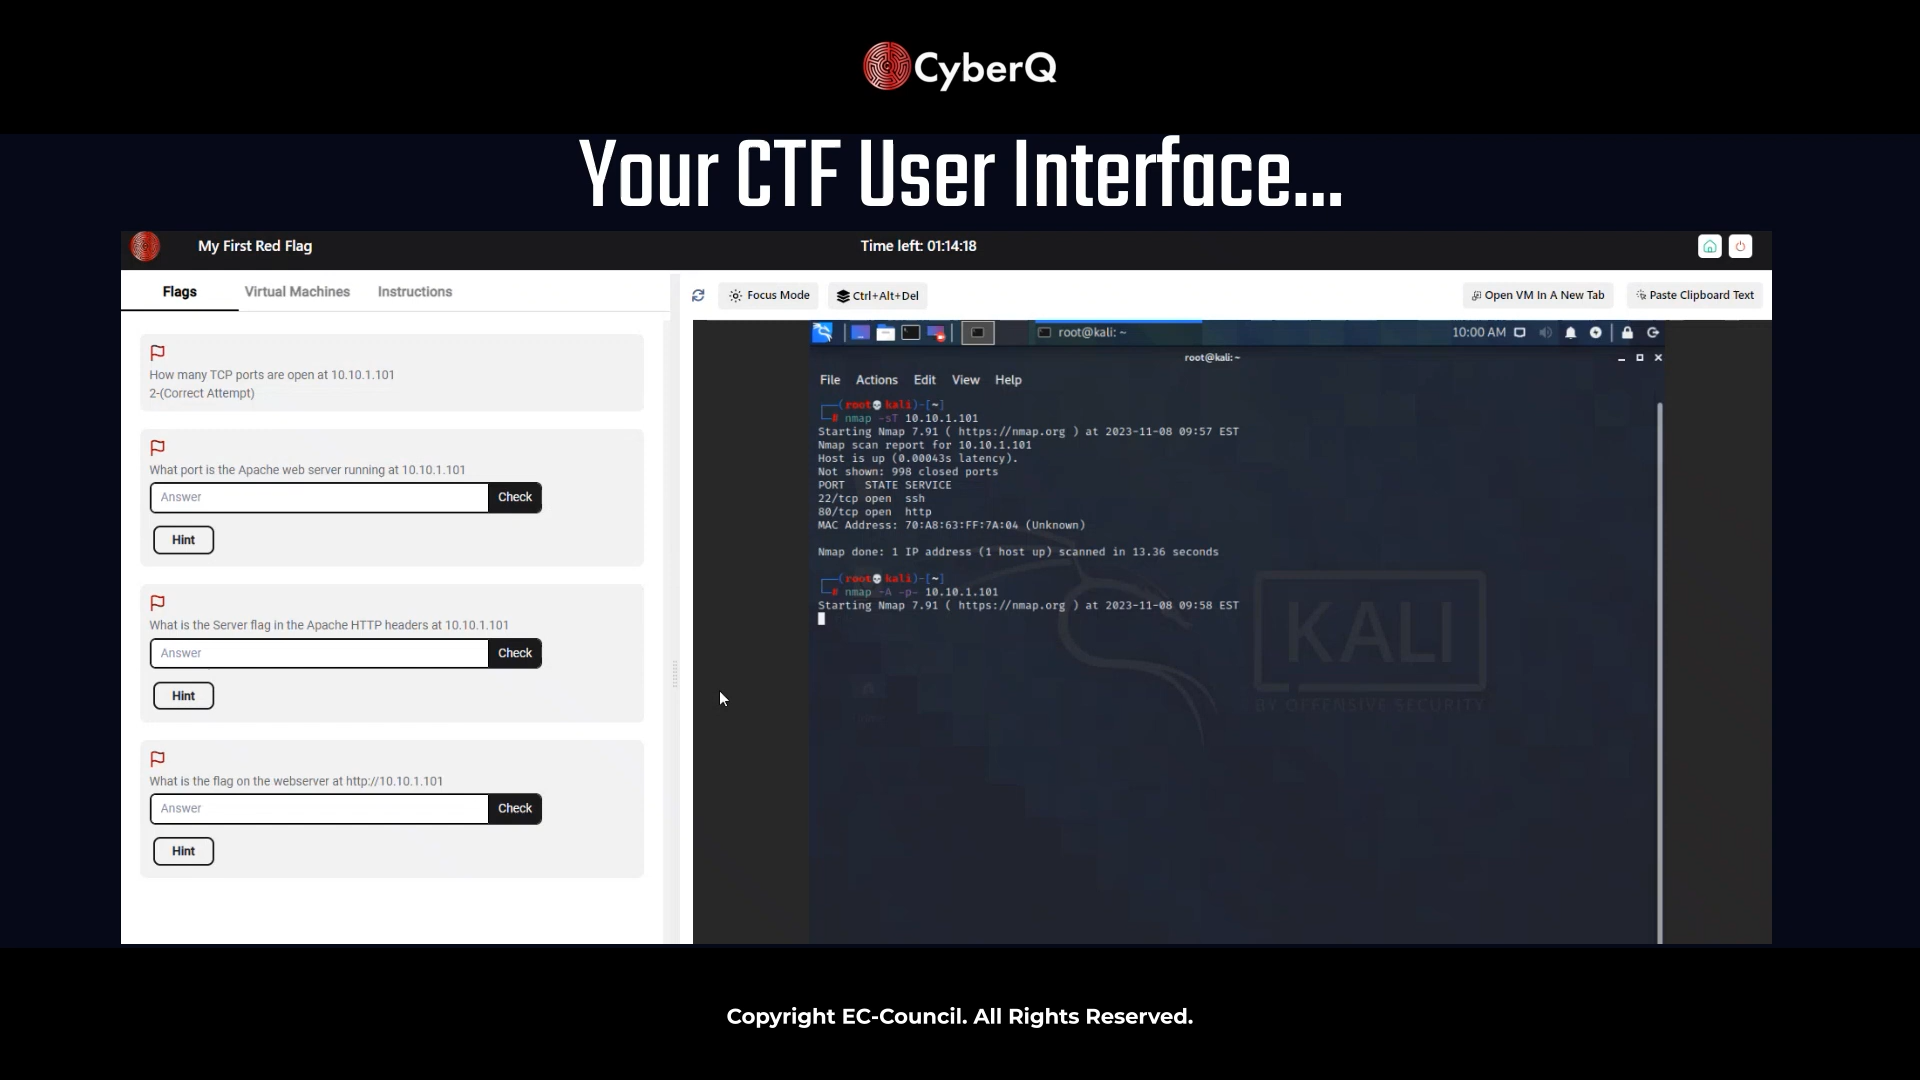 CyberQ
Your CTF User Interface...
My First Red Flag
Time left: 01:14:18
Flags Virtual Machines Instructions
Focus Mode Ctrl+Alt+Del Open VM In A New Tab Paste Clipboard Text
How many TCP ports are open at 10.10.1.101
2-(Correct Attempt)
What port is the Apache web server running at 10.10.1.101
Answer Check
Hint
What is the Server flag in the Apache HTTP headers at 10.10.1.101
Answer Check
Hint
What is the flag on the webserver at http://10.10.1.101
Answer Check
Hint
root@kali: ~ 10:00 AM
root@kali: ~
File Actions Edit View Help
(root💀kali)-[~]
# nmap -sT 10.10.1.101
Starting Nmap 7.91 ( https://nmap.org ) at 2023-11-08 09:57 EST
Nmap scan report for 10.10.1.101
Host is up (0.00043s latency).
Not shown: 998 closed ports
PORT STATE SERVICE
22/tcp open ssh
80/tcp open http
MAC Address: 70:A8:63:FF:7A:04 (Unknown)
Nmap done: 1 IP address (1 host up) scanned in 13.36 seconds
(root💀kali)-[~]
# nmap -A -p- 10.10.1.101
Starting Nmap 7.91 ( https://nmap.org ) at 2023-11-08 09:58 EST
KALI
BY OFFENSIVE SECURITY
Copyright EC-Council. All Rights Reserved.